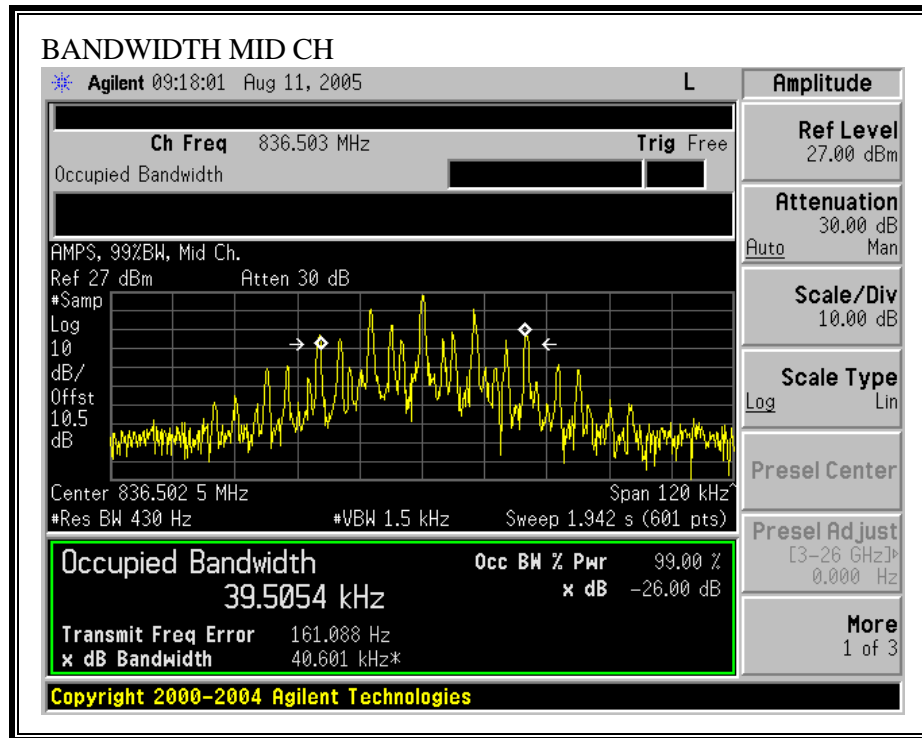 BANDWIDTH MID CH
Agilent 09:18:01 Aug 11, 2005 L
Ch Freq 836.503 MHz Trig Free
Occupied Bandwidth
AMPS, 99%BW, Mid Ch.
Ref 27 dBm Atten 30 dB
#Samp
Log
10
dB/
Offst
10.5
dB
Center 836.502 5 MHz Span 120 kHz^
#Res BW 430 Hz #VBW 1.5 kHz Sweep 1.942 s (601 pts)
Occupied Bandwidth Occ BW % Pwr 99.00 %
39.5054 kHz x dB -26.00 dB
Transmit Freq Error 161.088 Hz
x dB Bandwidth 40.601 kHz*
Copyright 2000-2004 Agilent Technologies
Amplitude
Ref Level
27.00 dBm
Attenuation
30.00 dB
Auto Man
Scale/Div
10.00 dB
Scale Type
Log Lin
Presel Center
Presel Adjust
[3-26 GHz]
0.000 Hz
More
1 of 3